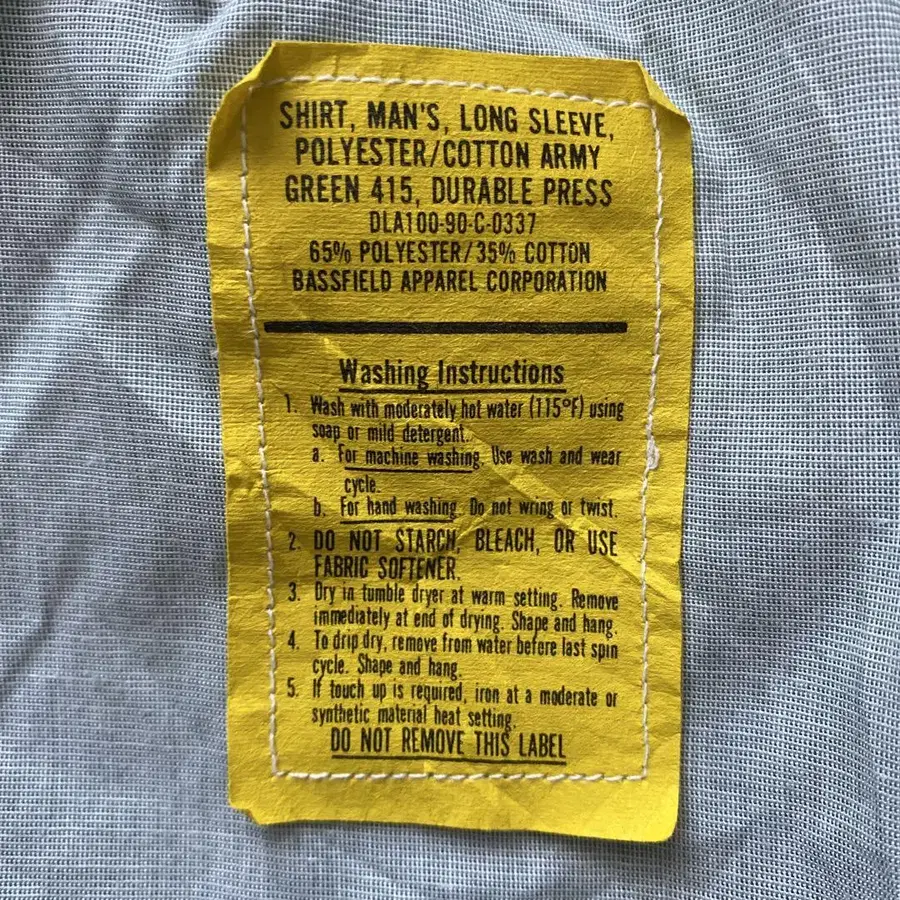 SHIRT, MAN'S, LONG SLEEVE,
POLYESTER/COTTON ARMY
GREEN 415, DURABLE PRESS
DLA100-90-C-0337
65% POLYESTER/35% COTTON
BASSFIELD APPAREL CORPORATION
Washing Instructions
1. Wash with moderately hot water (115°F) using
soap or mild detergent.
a. For machine washing. Use wash and wear
cycle.
b. For hand washing. Do not wring or twist.
2. DO NOT STARCH, BLEACH, OR USE
FABRIC SOFTENER.
3. Dry in tumble dryer at warm setting. Remove
immediately at end of drying. Shape and hang.
4. To drip dry, remove from water before last spin
cycle. Shape and hang.
5. If touch up is required, iron at a moderate or
synthetic material heat setting.
DO NOT REMOVE THIS LABEL